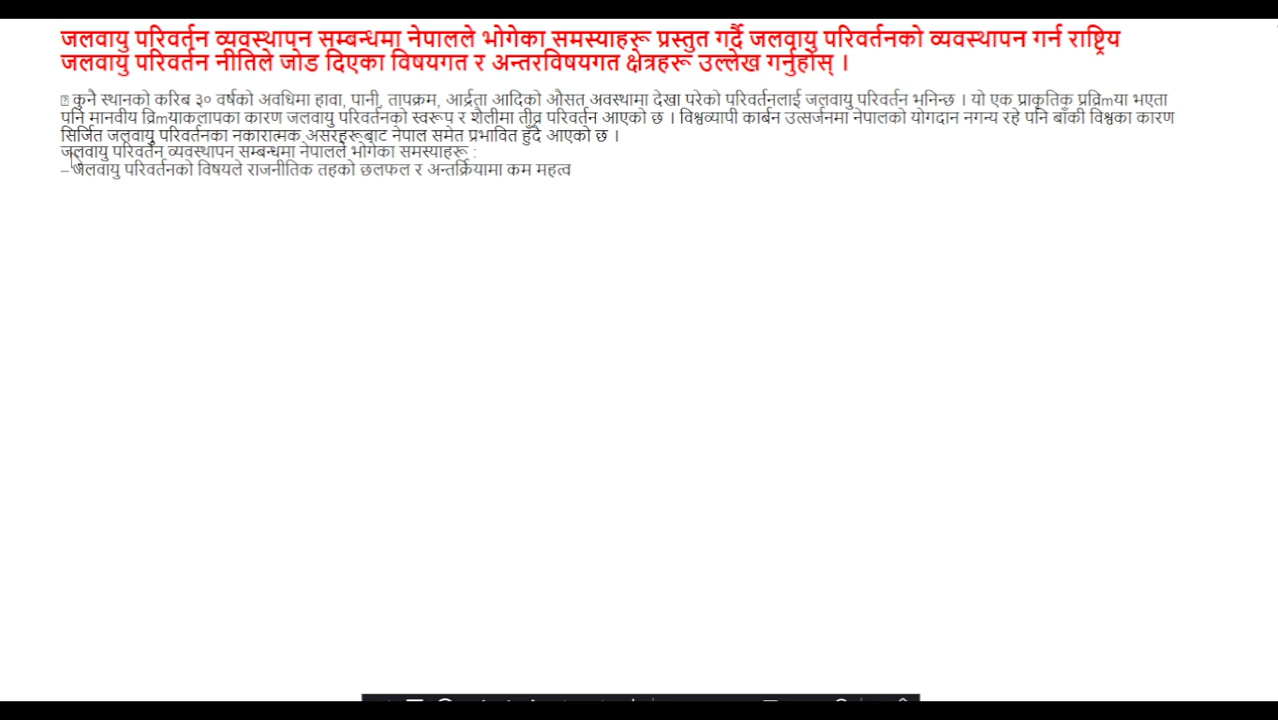 जलवायु परिवर्तन व्यवस्थापन सम्बन्धमा नेपालले भोगेका समस्याहरू प्रस्तुत गर्दै जलवायु परिवर्तनको व्यवस्थापन गर्न राष्ट्रिय
जलवायु परिवर्तन नीतिले जोड दिएका विषयगत र अन्तरविषयगत क्षेत्रहरू उल्लेख गर्नुहोस् ।
कुनै स्थानको करिब ३० वर्षको अवधिमा हावा, पानी, तापक्रम, आर्द्रता आदिको औसत अवस्थामा देखा परेको परिवर्तनलाई जलवायु परिवर्तन भनिन्छ । यो एक प्राकृतिक प्रव्रिmया भएता
पनि मानवीय व्रिmयाकलापका कारण जलवायु परिवर्तनको स्वरूप र शैलीमा तीव्र परिवर्तन आएको छ । विश्वव्यापी कार्बन उत्सर्जनमा नेपालको योगदान नगन्य रहे पनि बाँकी विश्वका कारण
सिर्जित जलवायु परिवर्तनका नकारात्मक असरहरूबाट नेपाल समेत प्रभावित हुँदै आएको छ ।
जलवायु परिवर्तन व्यवस्थापन सम्बन्धमा नेपालले भोगेका समस्याहरू :
– जलवायु परिवर्तनको विषयले राजनीतिक तहको छलफल र अन्तर्क्रियामा कम महत्व